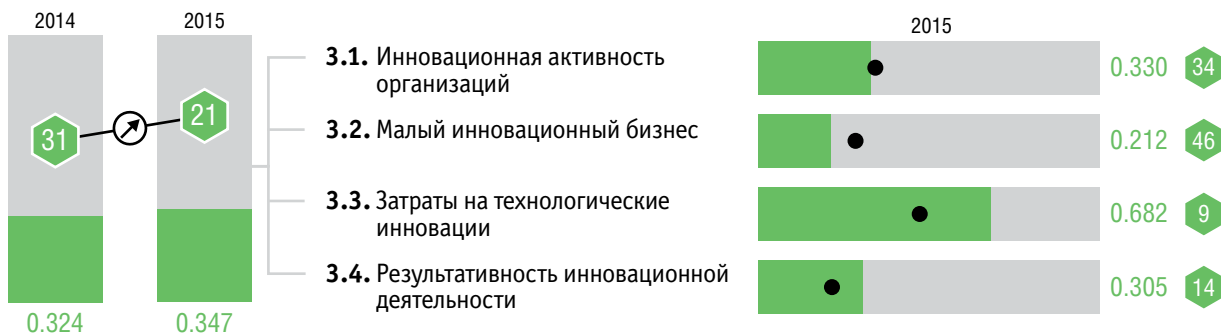 2014
2015
31
21
0.324
0.347
3.1. Инновационная активность
организаций
3.2. Малый инновационный бизнес
3.3. Затраты на технологические
инновации
3.4. Результативность инновационной
деятельности
2015
0.330 34
0.212 46
0.682 9
0.305 14